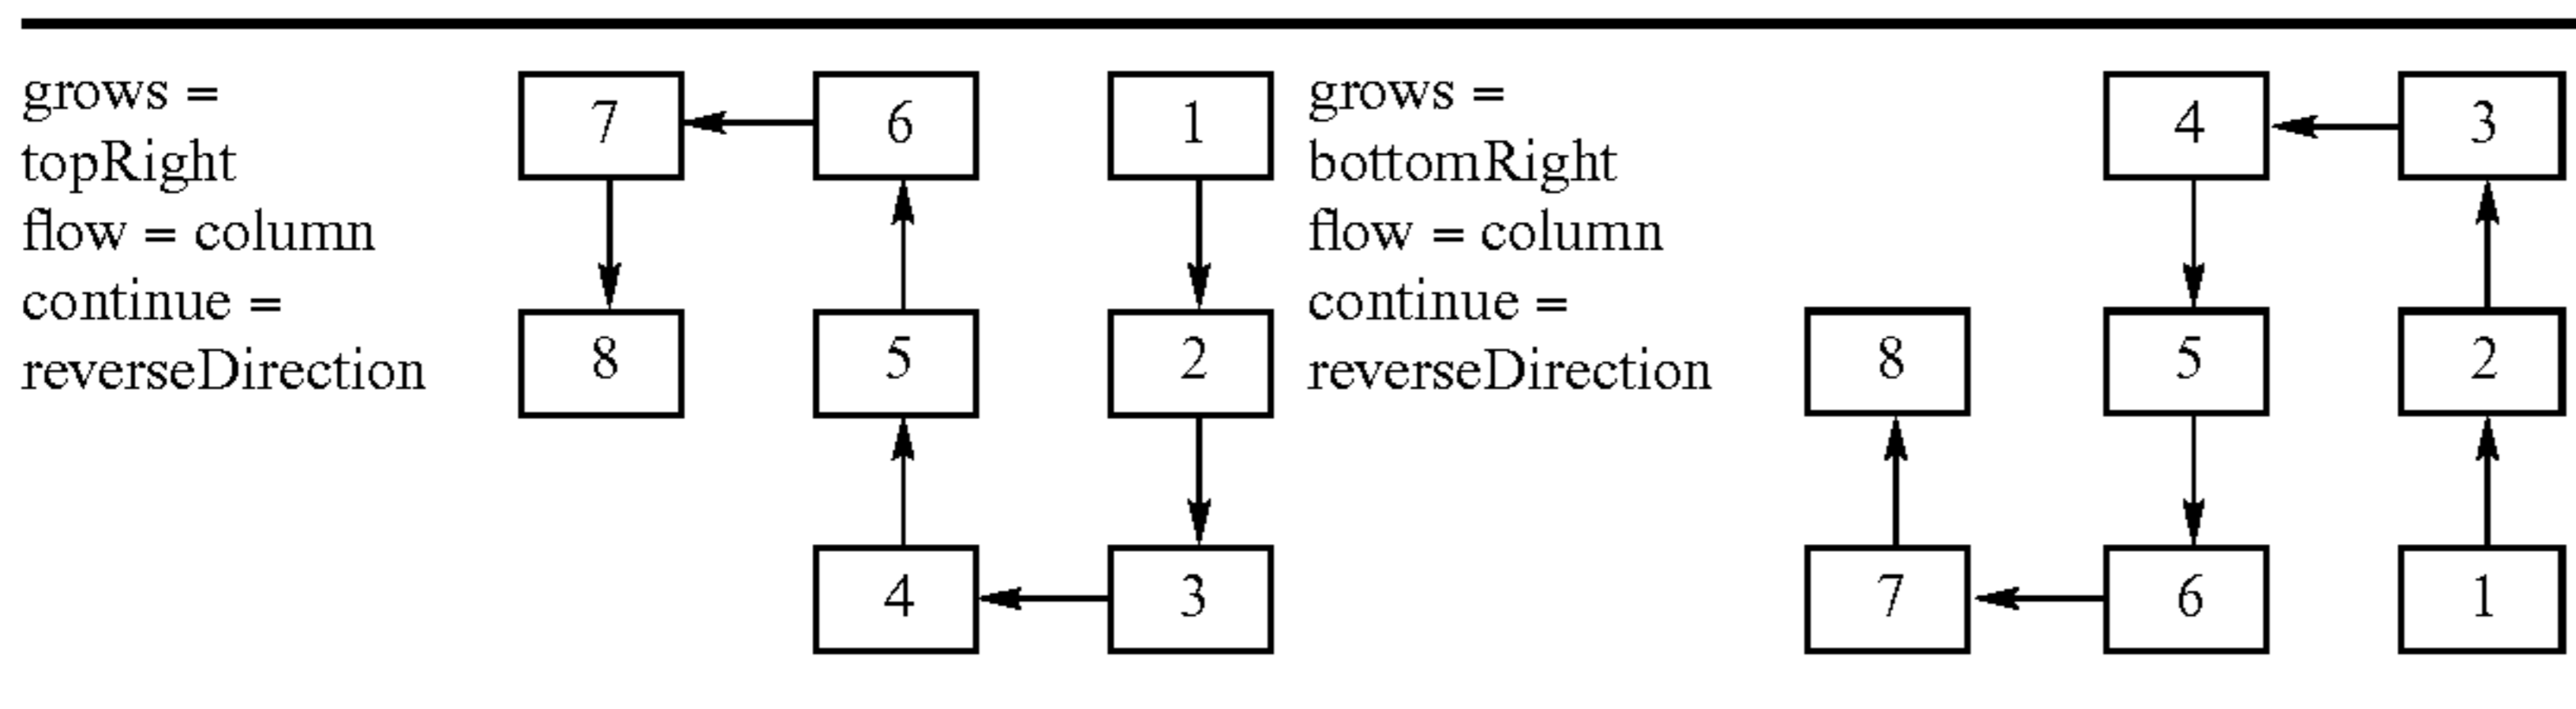 grows =
topRight
flow = column
continue =
reverseDirection
7 6 1
8 5 2
4 3
grows =
bottomRight
flow = column
continue =
reverseDirection
4 3
8 5 2
7 6 1